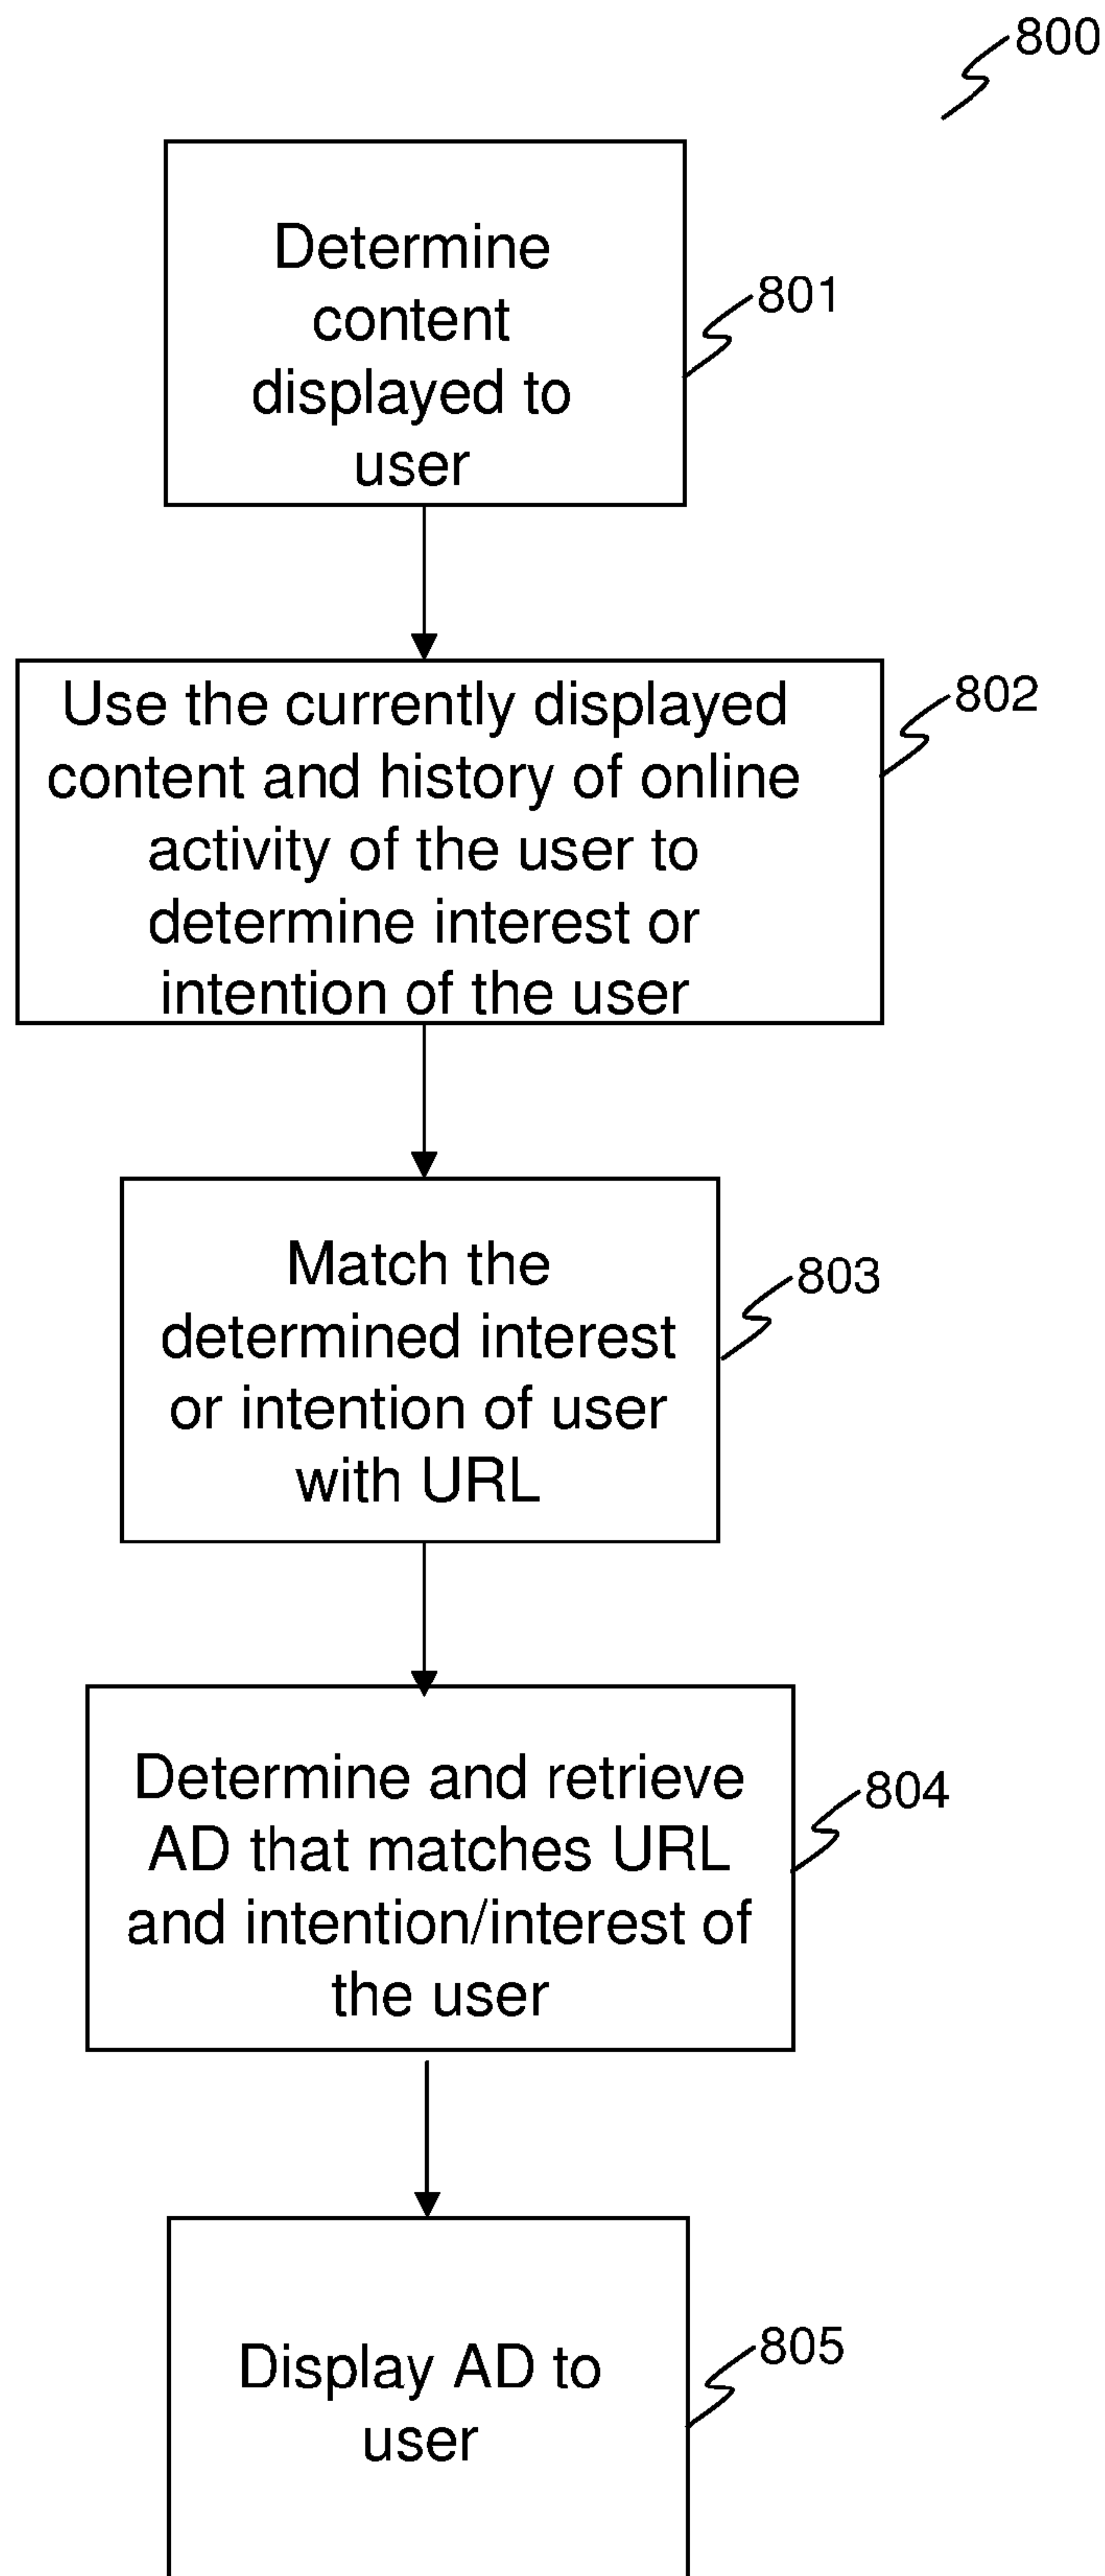 800
Determine
content
displayed to
user
801
Use the currently displayed
content and history of online
activity of the user to
determine interest or
intention of the user
802
Match the
determined interest
or intention of user
with URL
803
Determine and retrieve
AD that matches URL
and intention/interest of
the user
804
Display AD to
user
805